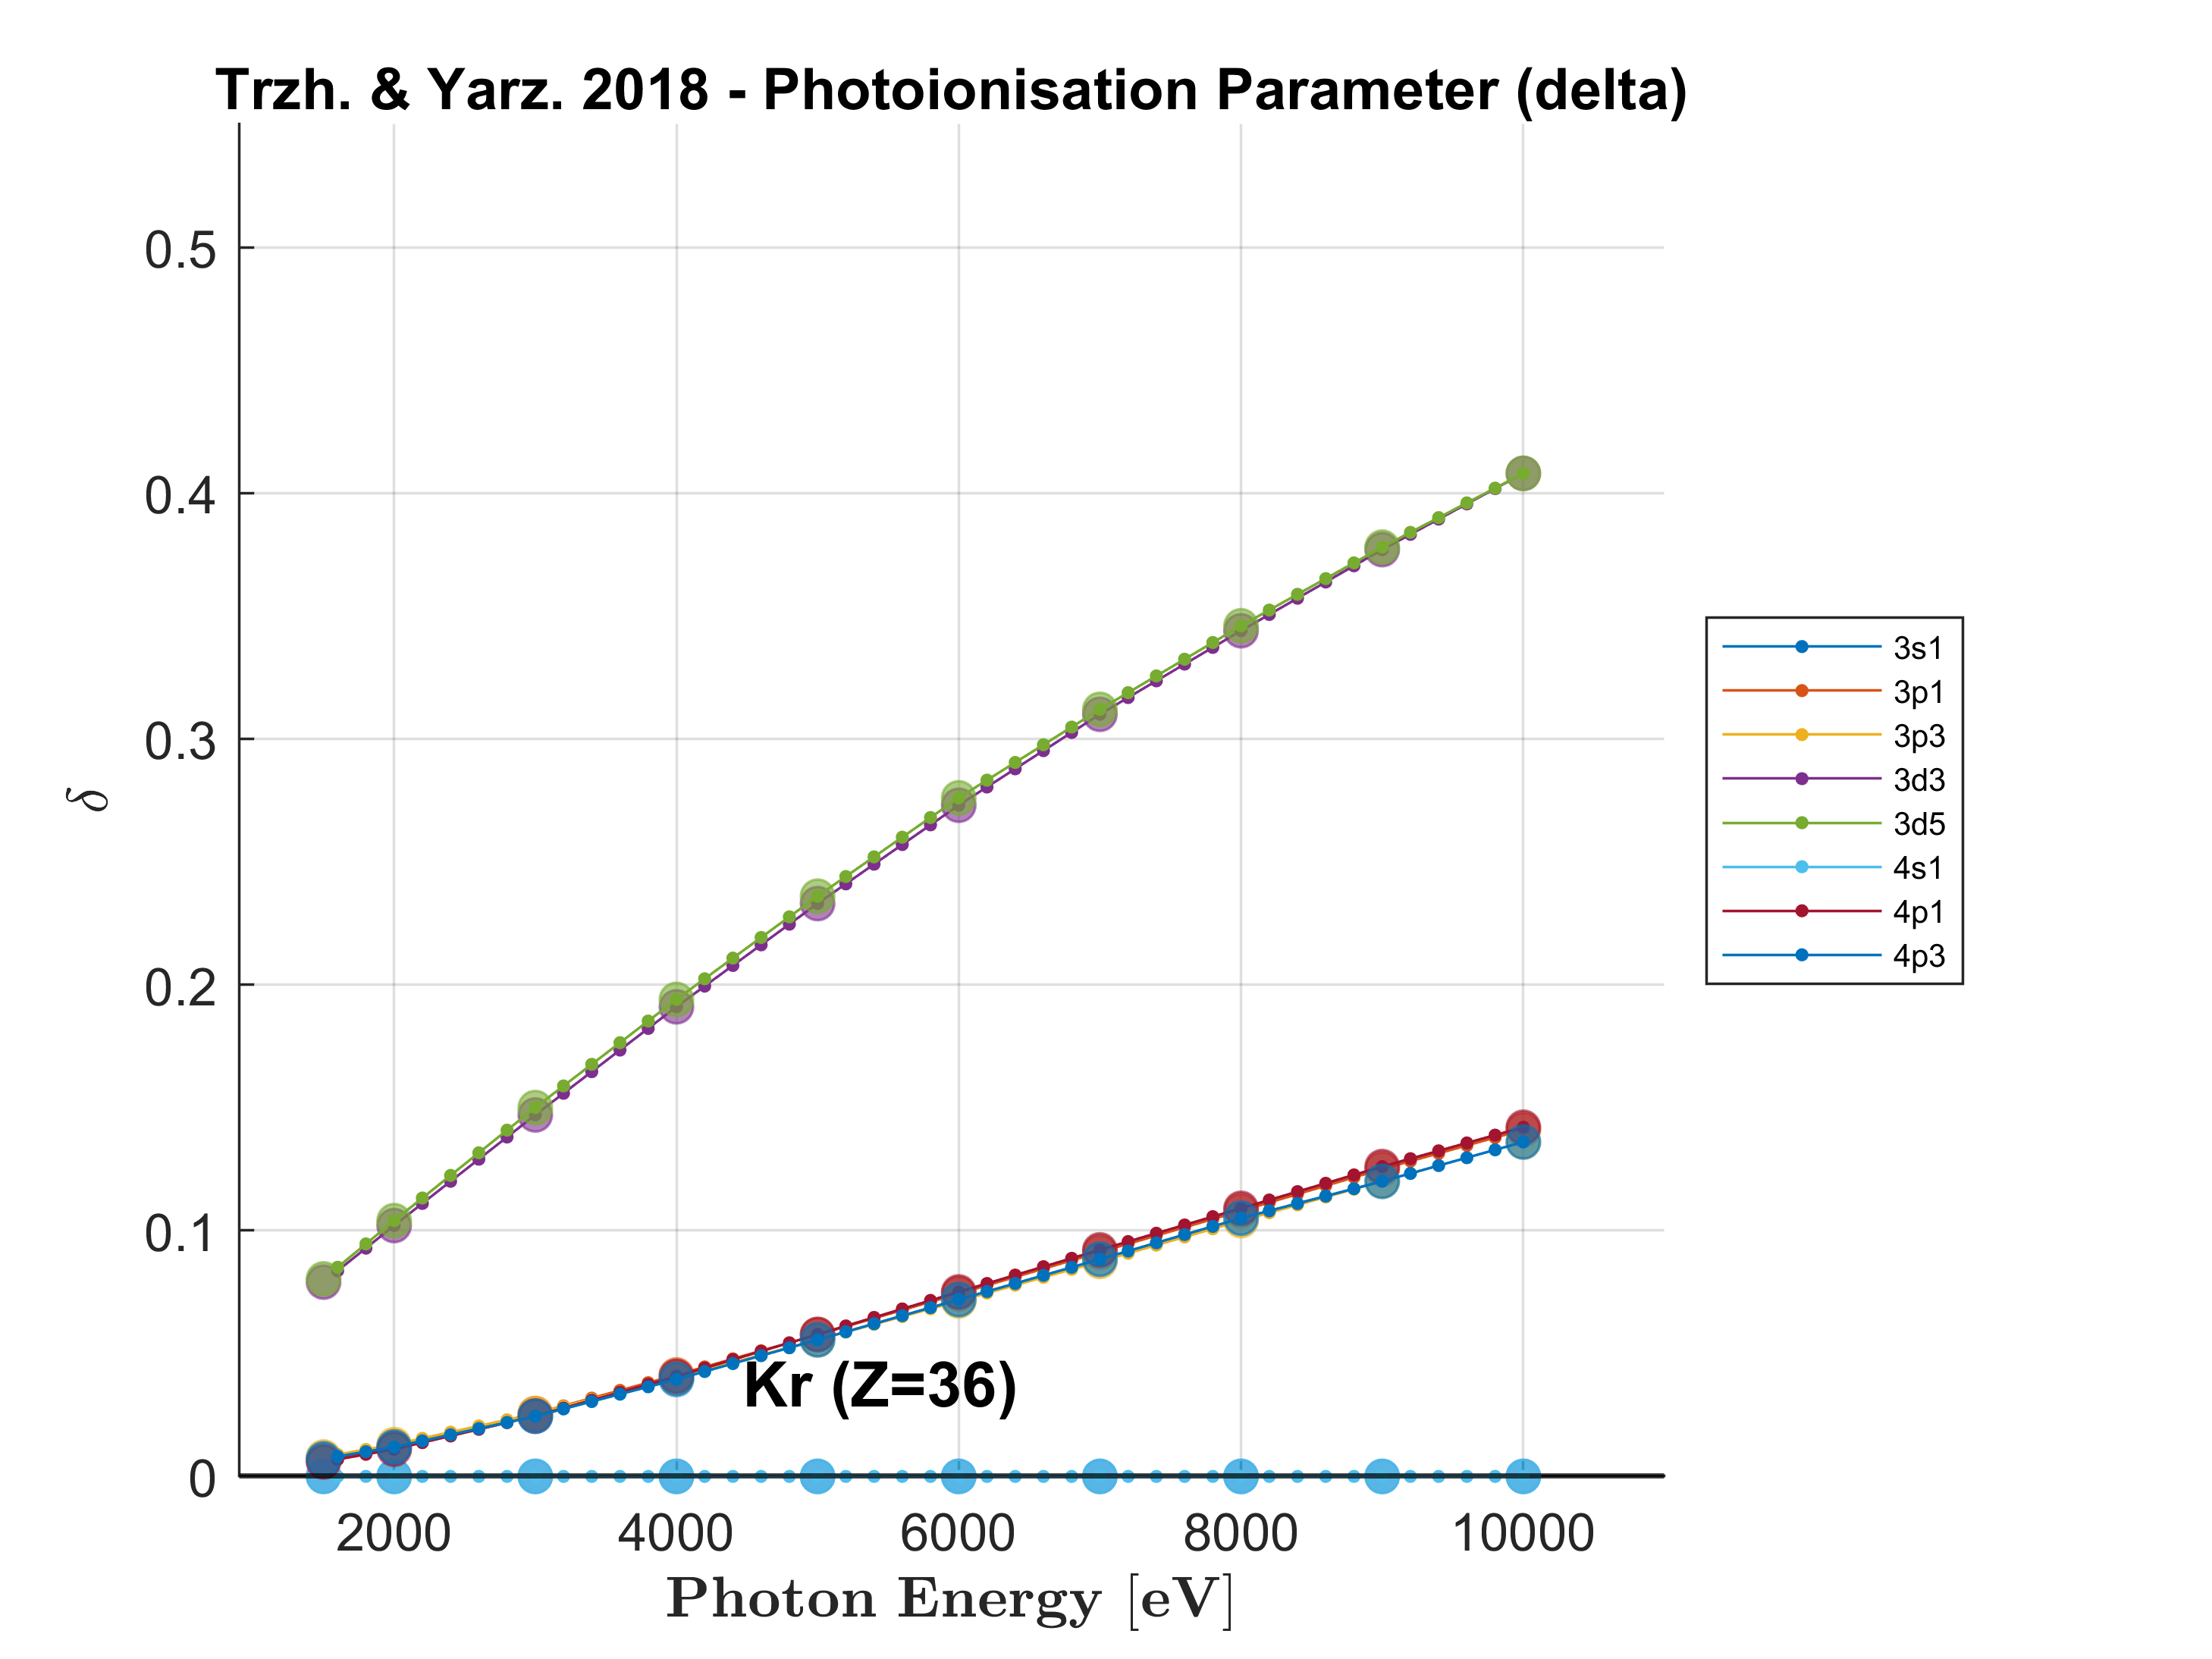 Trzh. & Yarz. 2018 - Photoionisation Parameter (delta)
0.5
0.4
0.3
0.2
0.1
0
δ
3s1
3p1
3p3
3d3
3d5
4s1
4p1
4p3
Kr (Z=36)
2000 4000 6000 8000 10000
Photon Energy [eV]